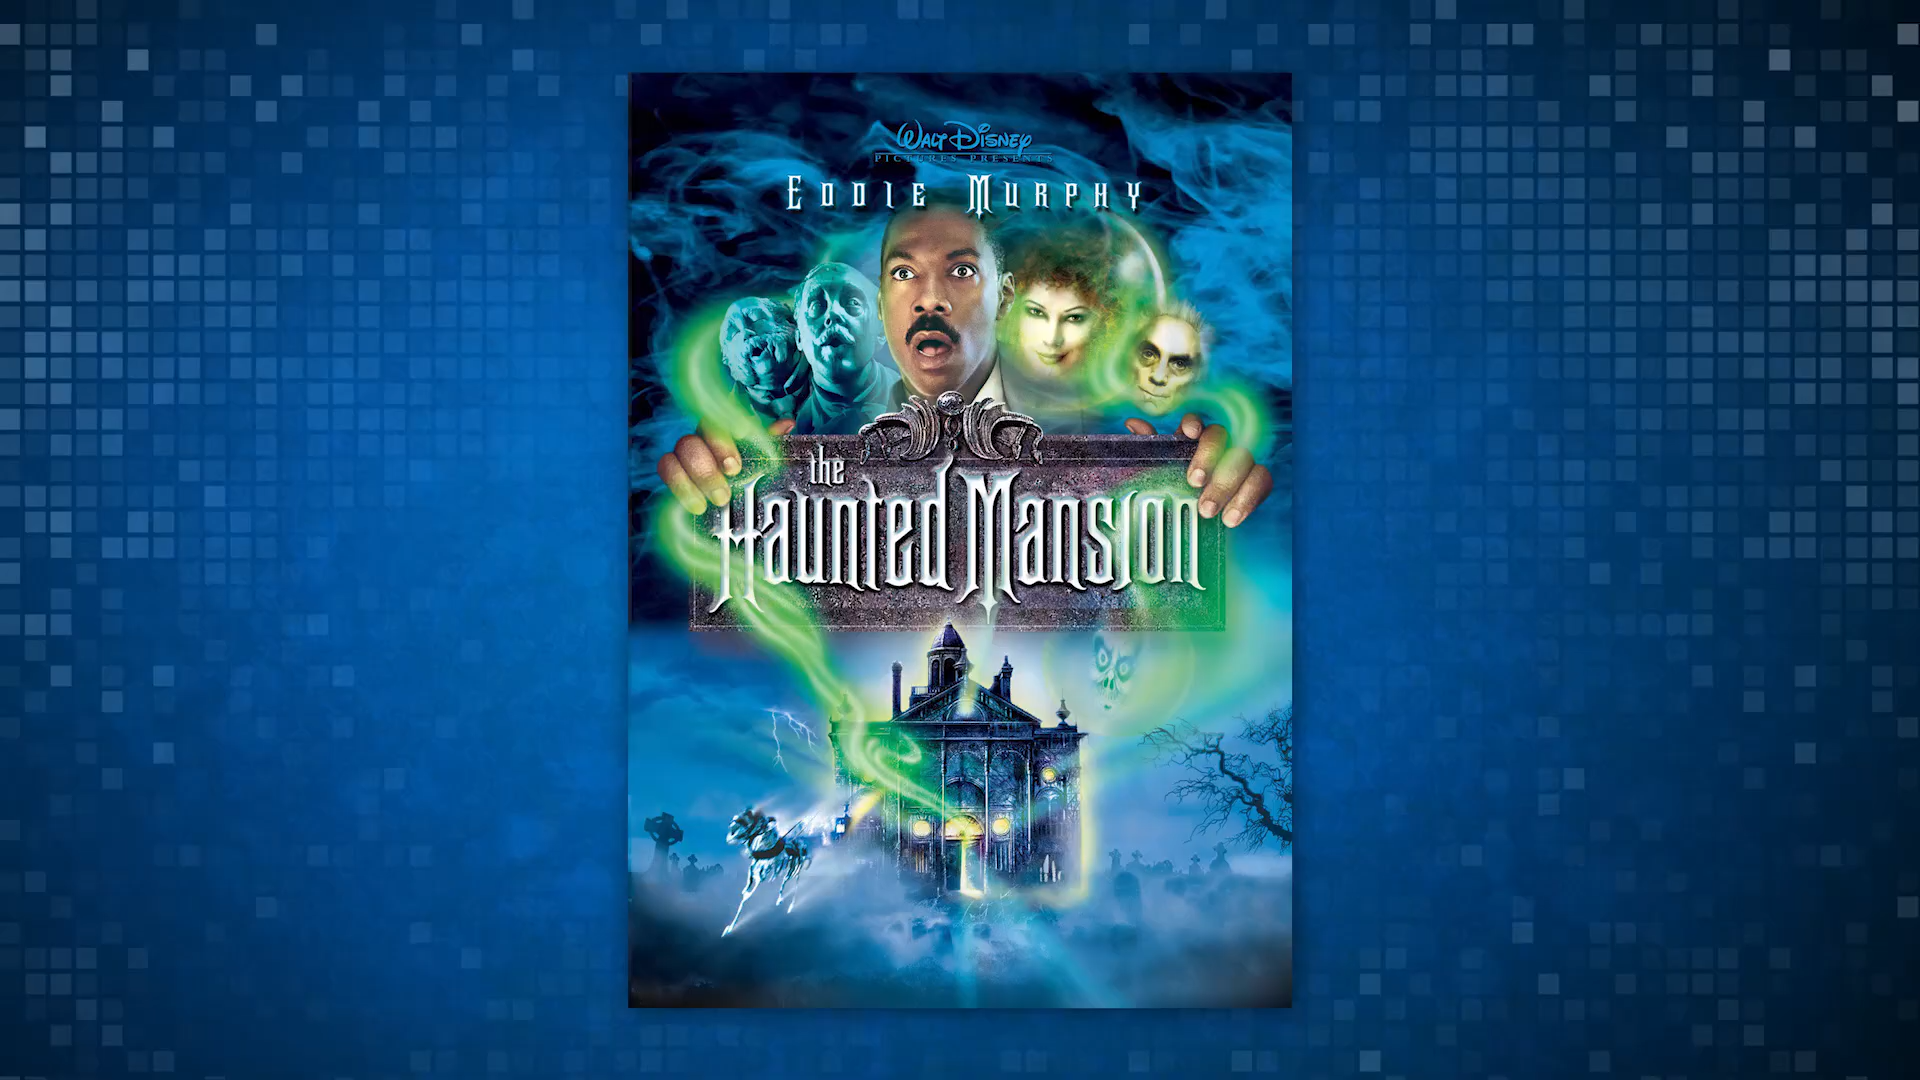 Walt Disney
PICTURES PRESENTS
Eddie Murphy
the
Haunted Mansion